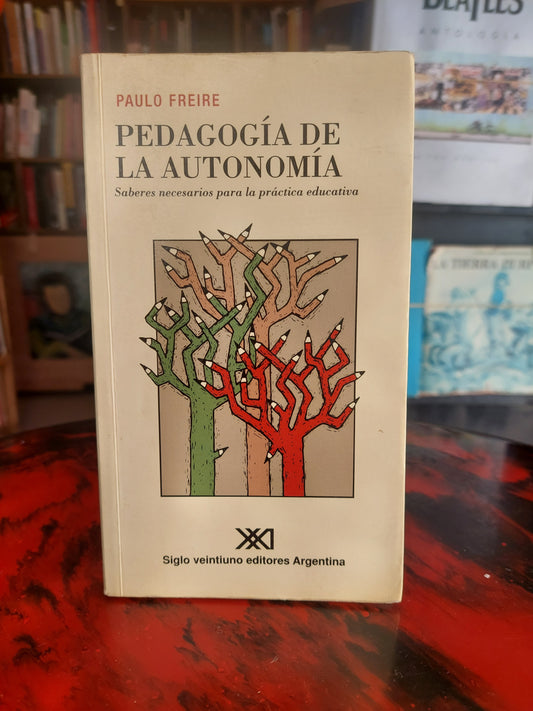 PAULO FREIRE
PEDAGOGÍA DE
LA AUTONOMÍA
Saberes necesarios para la práctica educativa
Siglo veintiuno editores Argentina
BEATLES
ANTOLOGIA
LA TIERRA